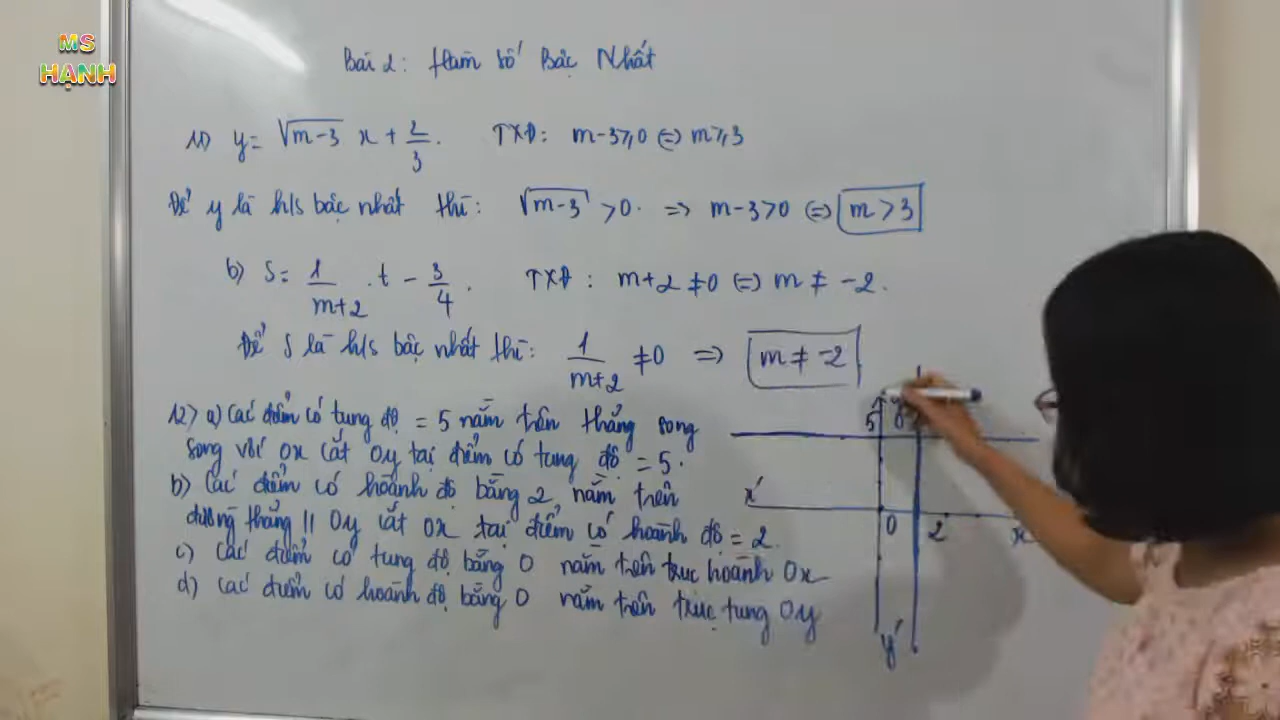 MS
HẠNH
Bài 2: Hàm số Bậc Nhất
11) y = √m-3 x + 2/3. TXĐ: m-3⩾0 ⇔ m⩾3
Để y là h/s bậc nhất thì: √m-3 >0. => m-3>0 ⇔ m>3
b) S = 1/m+2 .t - 3/4. TXĐ: m+2 ≠0 ⇔ m ≠ -2.
Để S là h/s bậc nhất thì: 1/m+2 ≠0 => m ≠ -2
12) a) Các điểm có tung độ = 5 nằm trên thẳng song
song với Ox cắt Oy tại điểm có tung độ = 5.
b) Các điểm có hoành độ bằng 2 nằm trên
đường thẳng || Oy cắt Ox tại điểm có hoành độ = 2.
c) Các điểm có tung độ bằng 0 nằm trên trục hoành Ox
d) Các điểm có hoành độ bằng 0 nằm trên trục tung Oy
5 y
x' 0 2 x
y'